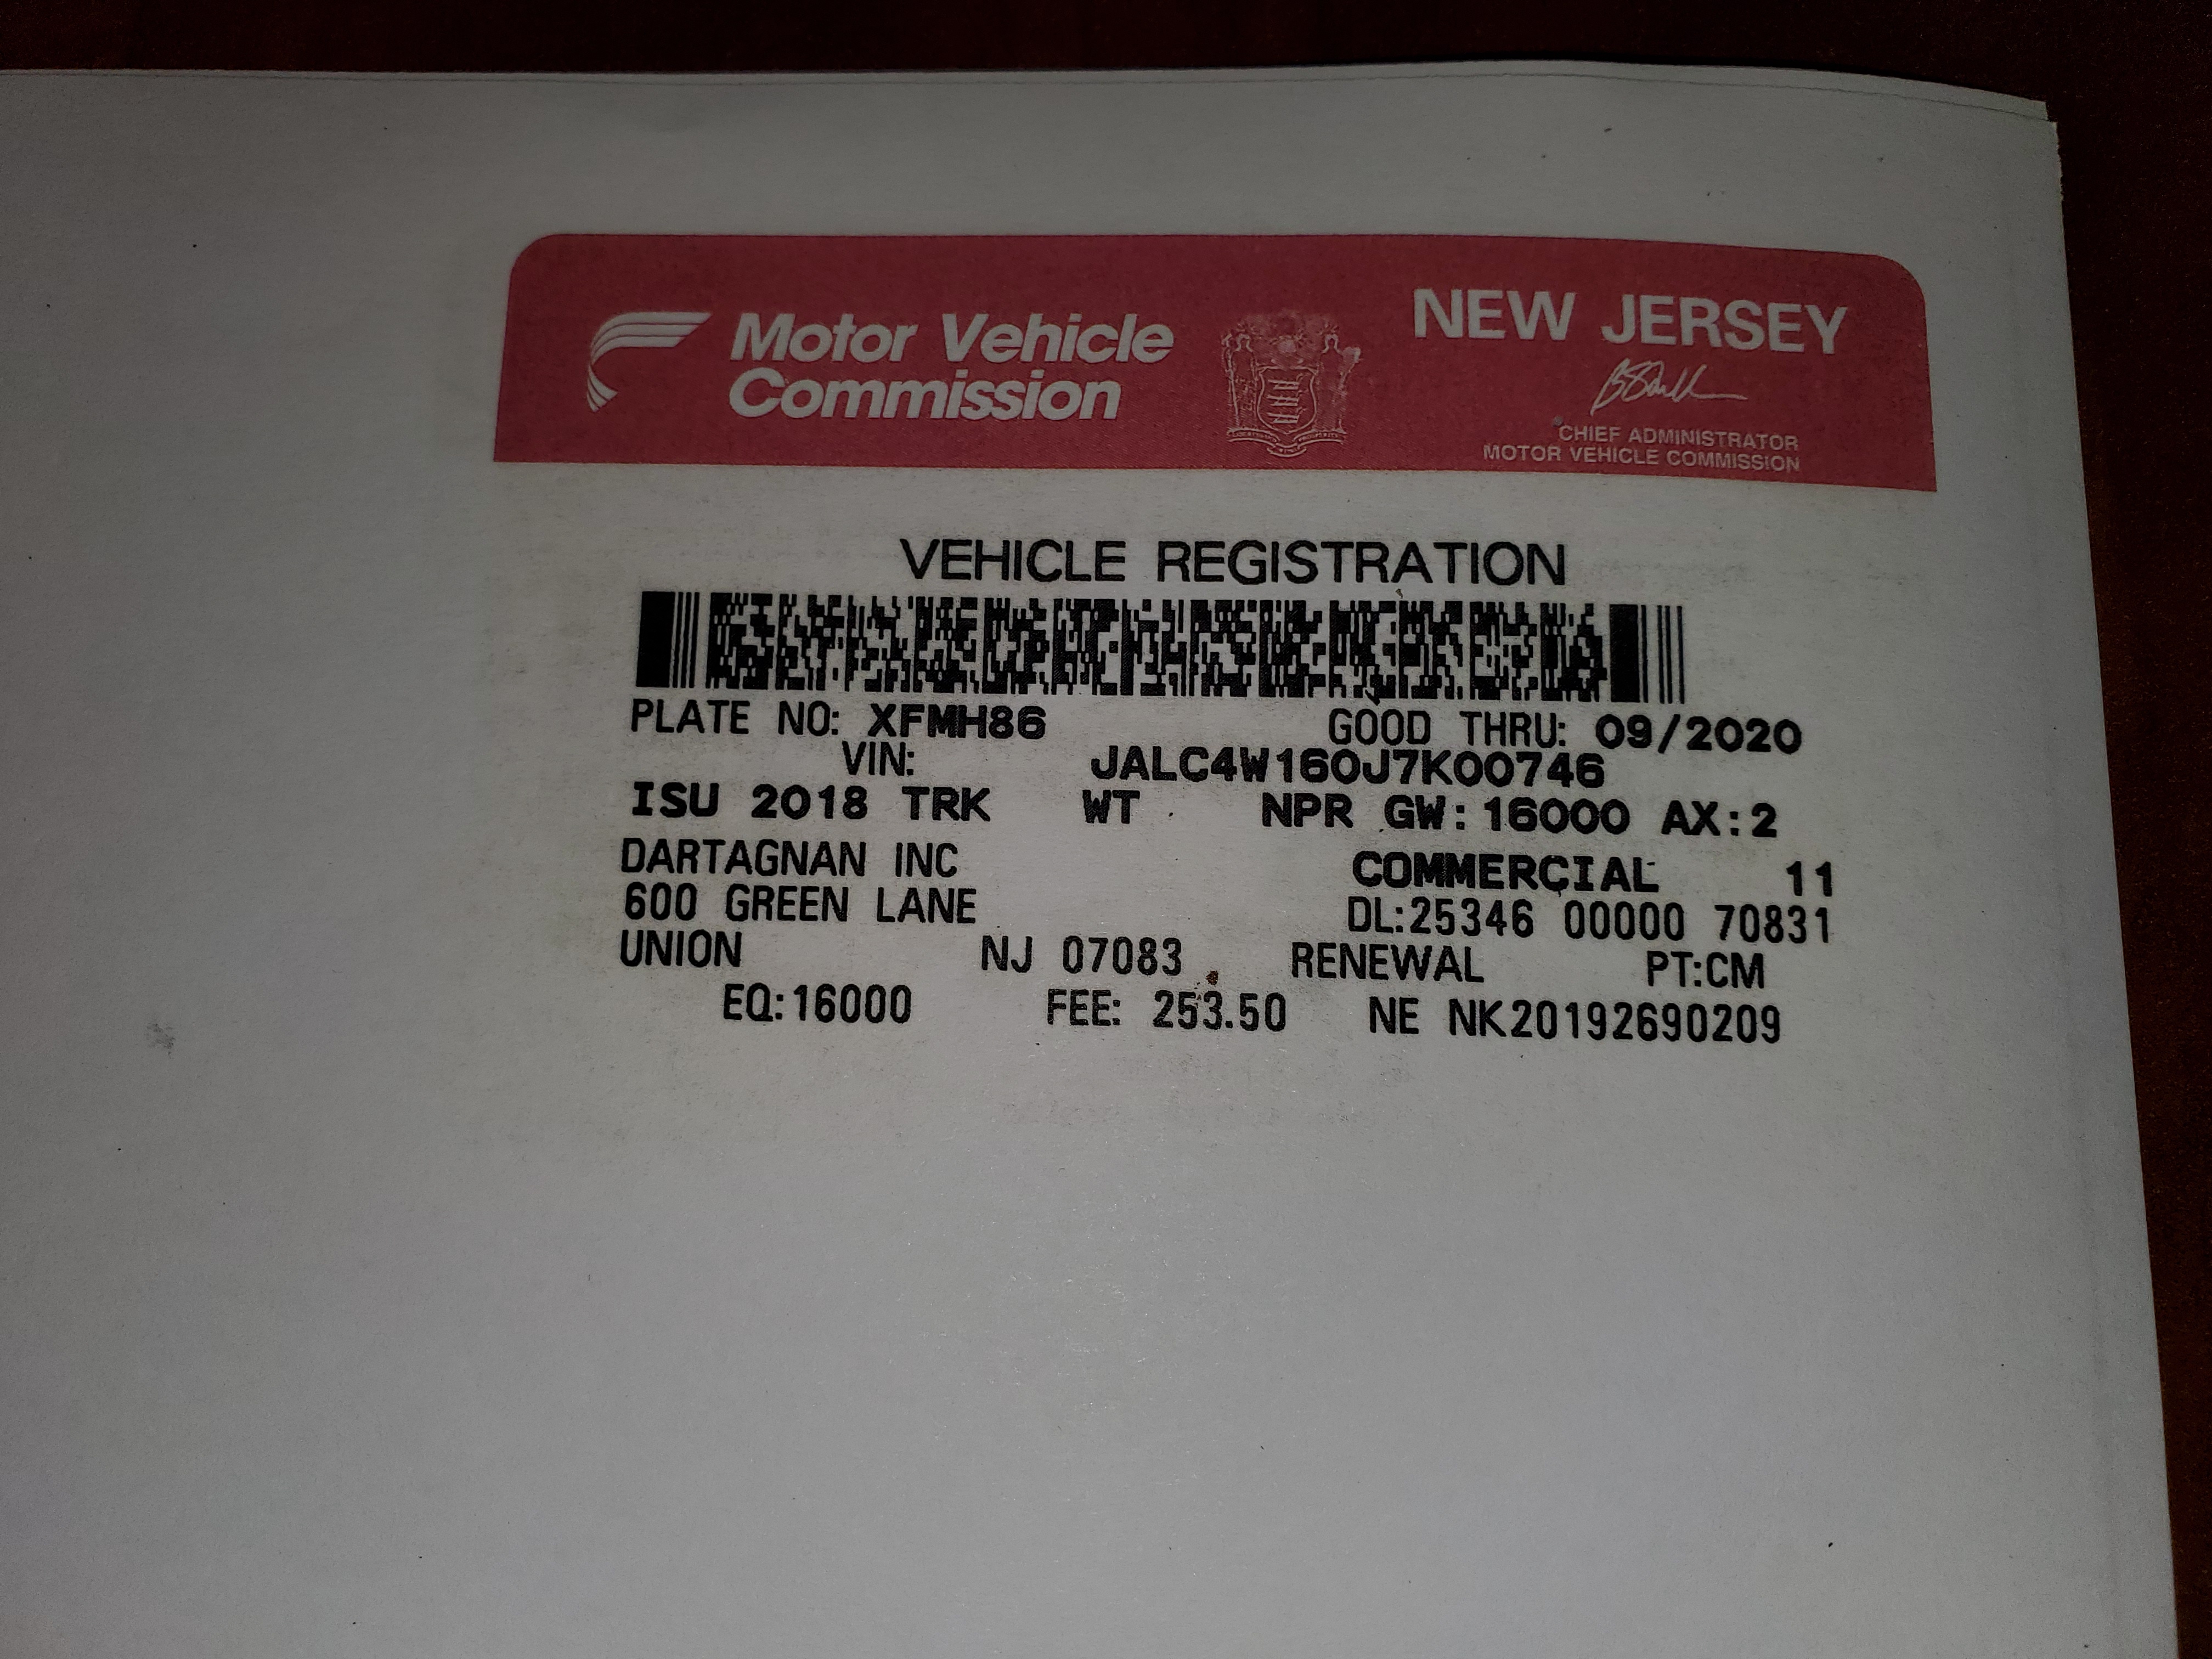 Motor Vehicle
Commission
NEW JERSEY
CHIEF ADMINISTRATOR
MOTOR VEHICLE COMMISSION
VEHICLE REGISTRATION
PLATE NO: XFMH86 GOOD THRU: 09/2020
VIN: JALC4W160J7K00746
ISU 2018 TRK WT NPR GW:16000 AX:2
DARTAGNAN INC COMMERCIAL 11
600 GREEN LANE DL:25346 00000 70831
UNION NJ 07083 RENEWAL PT:CM
EQ:16000 FEE: 253.50 NE NK20192690209